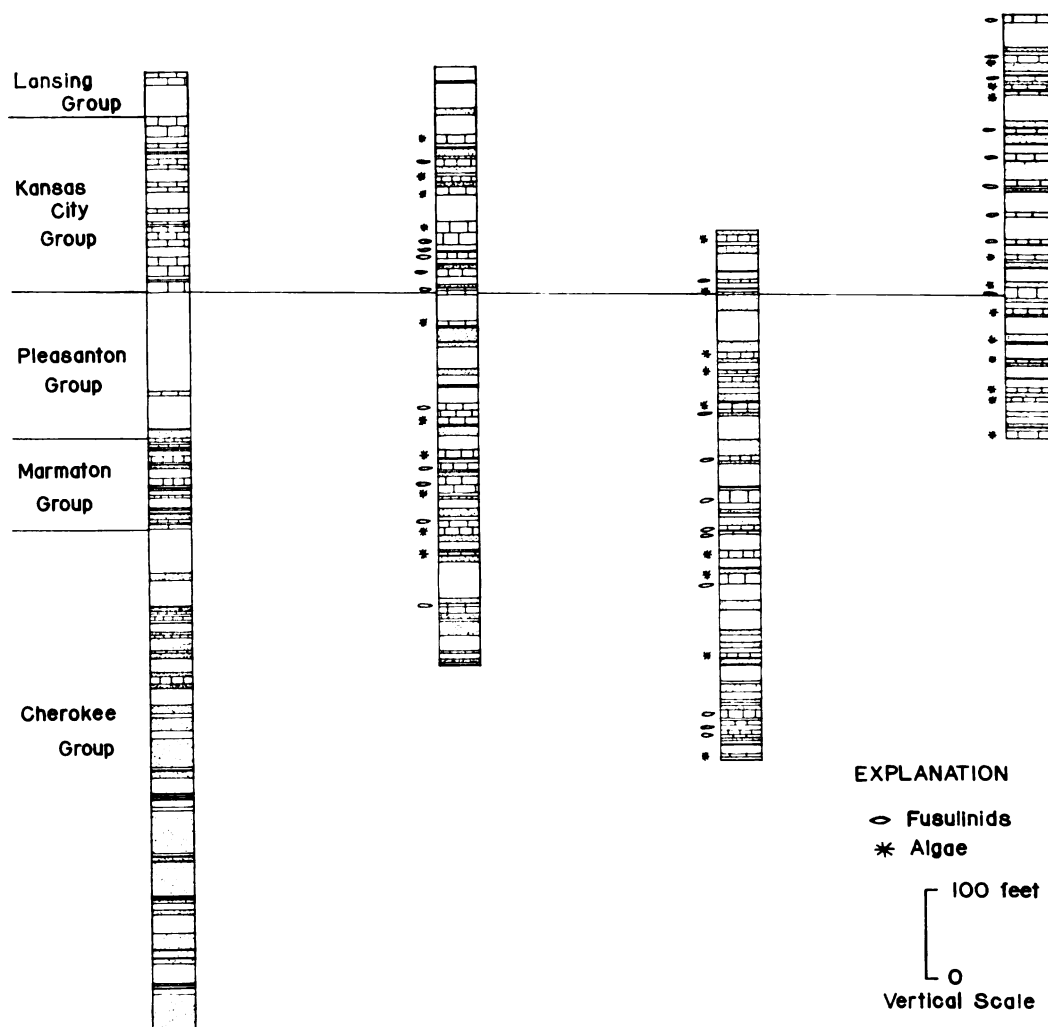 Lansing
Group
Kansas
City
Group
Pleasanton
Group
Marmaton
Group
Cherokee
Group
EXPLANATION
Fusulinids
Algae
100 feet
0
Vertical Scale